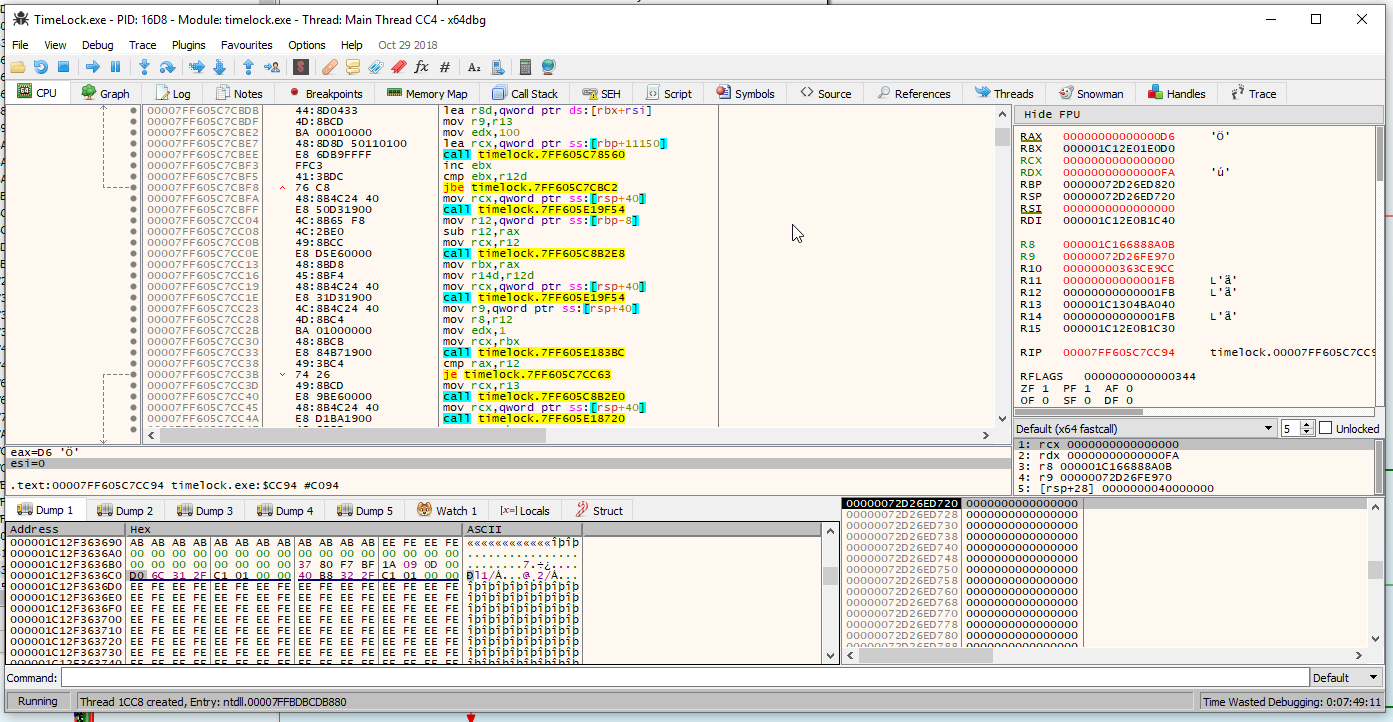 TimeLock.exe - PID: 16D8 - Module: timelock.exe - Thread: Main Thread CC4 - x64dbg
File View Debug Trace Plugins Favourites Options Help Oct 29 2018
CPU Graph Log Notes Breakpoints Memory Map Call Stack SEH Script Symbols Source References Threads Snowman Handles Trace
00007FF605C7CBDB 44:8D0433 lea r8d,qword ptr ds:[rbx+rsi]
00007FF605C7CBDF 4D:8BCD mov r9,r13
00007FF605C7CBE2 BA 00010000 mov edx,100
00007FF605C7CBE7 48:8D8D 50110100 lea rcx,qword ptr ss:[rbp+11150]
00007FF605C7CBEE E8 6DB9FFFF call timelock.7FF605C78560
00007FF605C7CBF3 FFC3 inc ebx
00007FF605C7CBF5 41:3BDC cmp ebx,r12d
00007FF605C7CBF8 76 C8 jbe timelock.7FF605C7CBC2
00007FF605C7CBFA 48:8B4C24 40 mov rcx,qword ptr ss:[rsp+40]
00007FF605C7CBFF E8 50D31900 call timelock.7FF605E19F54
00007FF605C7CC04 4C:8B65 F8 mov r12,qword ptr ss:[rbp-8]
00007FF605C7CC08 4C:2BE0 sub r12,rax
00007FF605C7CC0B 49:8BCC mov rcx,r12
00007FF605C7CC0E E8 D5E60000 call timelock.7FF605C8B2E8
00007FF605C7CC13 48:8BD8 mov rbx,rax
00007FF605C7CC16 45:8BF4 mov r14d,r12d
00007FF605C7CC19 48:8B4C24 40 mov rcx,qword ptr ss:[rsp+40]
00007FF605C7CC1E E8 31D31900 call timelock.7FF605E19F54
00007FF605C7CC23 4C:8B4C24 40 mov r9,qword ptr ss:[rsp+40]
00007FF605C7CC28 4D:8BC4 mov r8,r12
00007FF605C7CC2B BA 01000000 mov edx,1
00007FF605C7CC30 48:8BCB mov rcx,rbx
00007FF605C7CC33 E8 84B71900 call timelock.7FF605E183BC
00007FF605C7CC38 49:3BC4 cmp rax,r12
00007FF605C7CC3B 74 26 je timelock.7FF605C7CC63
00007FF605C7CC3D 49:8BCD mov rcx,r13
00007FF605C7CC40 E8 9BE60000 call timelock.7FF605C8B2E0
00007FF605C7CC45 48:8B4C24 40 mov rcx,qword ptr ss:[rsp+40]
00007FF605C7CC4A E8 D1BA1900 call timelock.7FF605E18720
Hide FPU
RAX 00000000000000D6 'Ö'
RBX 000001C12E01E0D0
RCX 0000000000000000
RDX 00000000000000FA 'ú'
RBP 00000072D26ED820
RSP 00000072D26ED720
RSI 0000000000000000
RDI 000001C12E0B1C40
R8 000001C166888A0B
R9 00000072D26FE970
R10 00000000363CE9CC
R11 00000000000001FB L'ǻ'
R12 00000000000001FB L'ǻ'
R13 000001C1304BA040
R14 00000000000001FB L'ǻ'
R15 000001C12E0B1C30
RIP 00007FF605C7CC94 timelock.00007FF605C7CC9
RFLAGS 0000000000000344
ZF 1 PF 1 AF 0
OF 0 SF 0 DF 0
Default (x64 fastcall) 5 Unlocked
1: rcx 0000000000000000
2: rdx 00000000000000FA
3: r8 000001C166888A0B
4: r9 00000072D26FE970
5: [rsp+28] 0000000040000000
eax=D6 'Ö'
esi=0
.text:00007FF605C7CC94 timelock.exe:$CC94 #C094
Dump 1 Dump 2 Dump 3 Dump 4 Dump 5 Watch 1 [x=] Locals Struct
Address Hex ASCII
000001C12F363690 AB AB AB AB AB AB AB AB AB AB AB AB EE FE EE FE ««««««««««««îþîþ
000001C12F3636A0 00 00 00 00 00 00 00 00 00 00 00 00 00 00 00 00 ................
000001C12F3636B0 00 00 00 00 00 00 00 00 37 80 F7 BF 1A 09 0D 00 ........7.÷¿....
000001C12F3636C0 D0 6C 31 2F C1 01 00 00 40 B8 32 2F C1 01 00 00 Ðl1/Á...@¸2/Á...
000001C12F3636D0 EE FE EE FE EE FE EE FE EE FE EE FE EE FE EE FE îþîþîþîþîþîþîþîþ
000001C12F3636E0 EE FE EE FE EE FE EE FE EE FE EE FE EE FE EE FE îþîþîþîþîþîþîþîþ
000001C12F3636F0 EE FE EE FE EE FE EE FE EE FE EE FE EE FE EE FE îþîþîþîþîþîþîþîþ
000001C12F363700 EE FE EE FE EE FE EE FE EE FE EE FE EE FE EE FE îþîþîþîþîþîþîþîþ
000001C12F363710 EE FE EE FE EE FE EE FE EE FE EE FE EE FE EE FE îþîþîþîþîþîþîþîþ
000001C12F363720 EE FE EE FE EE FE EE FE EE FE EE FE EE FE EE FE îþîþîþîþîþîþîþîþ
000001C12F363730 EE FE EE FE EE FE EE FE EE FE EE FE EE FE EE FE îþîþîþîþîþîþîþîþ
000001C12F363740 EE FE EE FE EE FE EE FE EE FE EE FE EE FE EE FE îþîþîþîþîþîþîþîþ
00000072D26ED720 0000000000000000
00000072D26ED728 0000000000000000
00000072D26ED730 0000000000000000
00000072D26ED738 0000000000000000
00000072D26ED740 0000000000000000
00000072D26ED748 0000000000000000
00000072D26ED750 0000000000000000
00000072D26ED758 0000000000000000
00000072D26ED760 0000000000000000
00000072D26ED768 0000000000000000
00000072D26ED770 0000000000000000
00000072D26ED778 0000000000000000
00000072D26ED780 0000000000000000
Command: Default
Running Thread 1CC8 created, Entry: ntdll.00007FFBDBCDB880 Time Wasted Debugging: 0:07:49:11